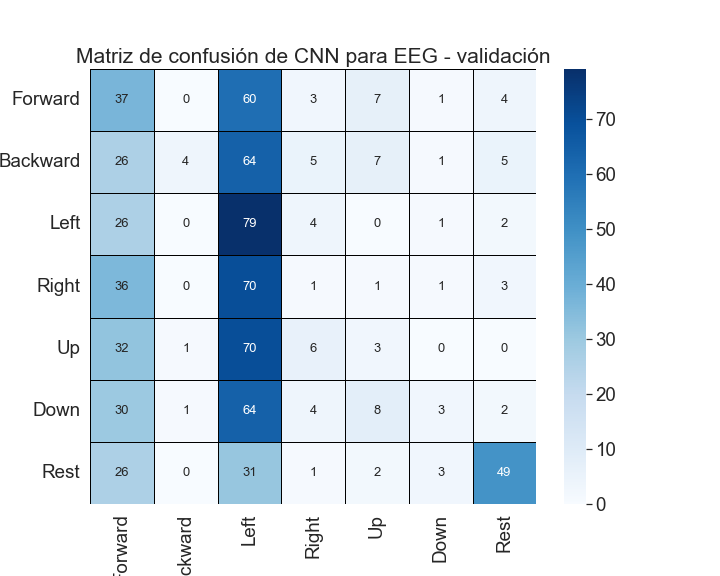 Matriz de confusión de CNN para EEG - validación
Forward 37 0 60 3 7 1 4
Backward 26 4 64 5 7 1 5
Left 26 0 79 4 0 1 2
Right 36 0 70 1 1 1 3
Up 32 1 70 6 3 0 0
Down 30 1 64 4 8 3 2
Rest 26 0 31 1 2 3 49
Forward
ckward
Left
Right
Up
Down
Rest
70
60
50
40
30
20
10
0